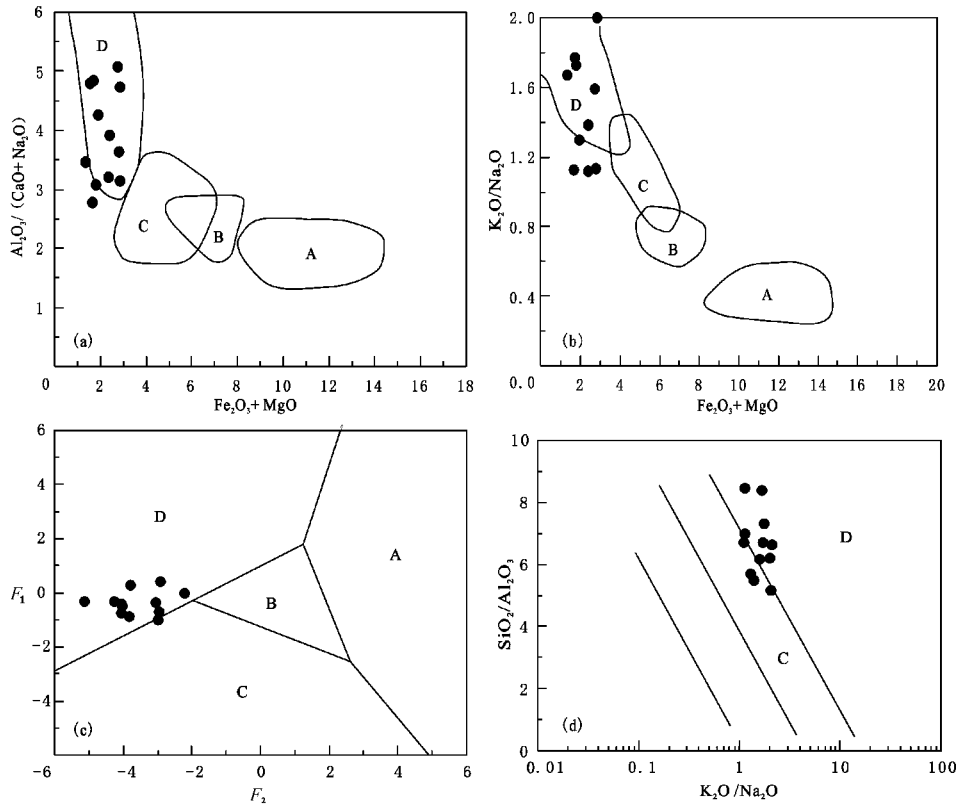 6
5
4
3
2
1
0 2 4 6 8 10 12 14 16 18
Al₂O₃/(CaO+Na₂O)
Fe₂O₃+MgO
(a)
D
C
B
A
2.0
1.6
1.2
0.8
0.4
0.0
0 2 4 6 8 10 12 14 16 18 20
K₂O/Na₂O
Fe₂O₃+MgO
(b)
D
C
B
A
6
4
2
0
-2
-4
-6 -4 -2 0 2 4 6
F₁
F₂
(c)
D
A
B
C
10
8
6
4
2
0
0.01 0.1 1 10 100
SiO₂/Al₂O₃
K₂O/Na₂O
(d)
D
C